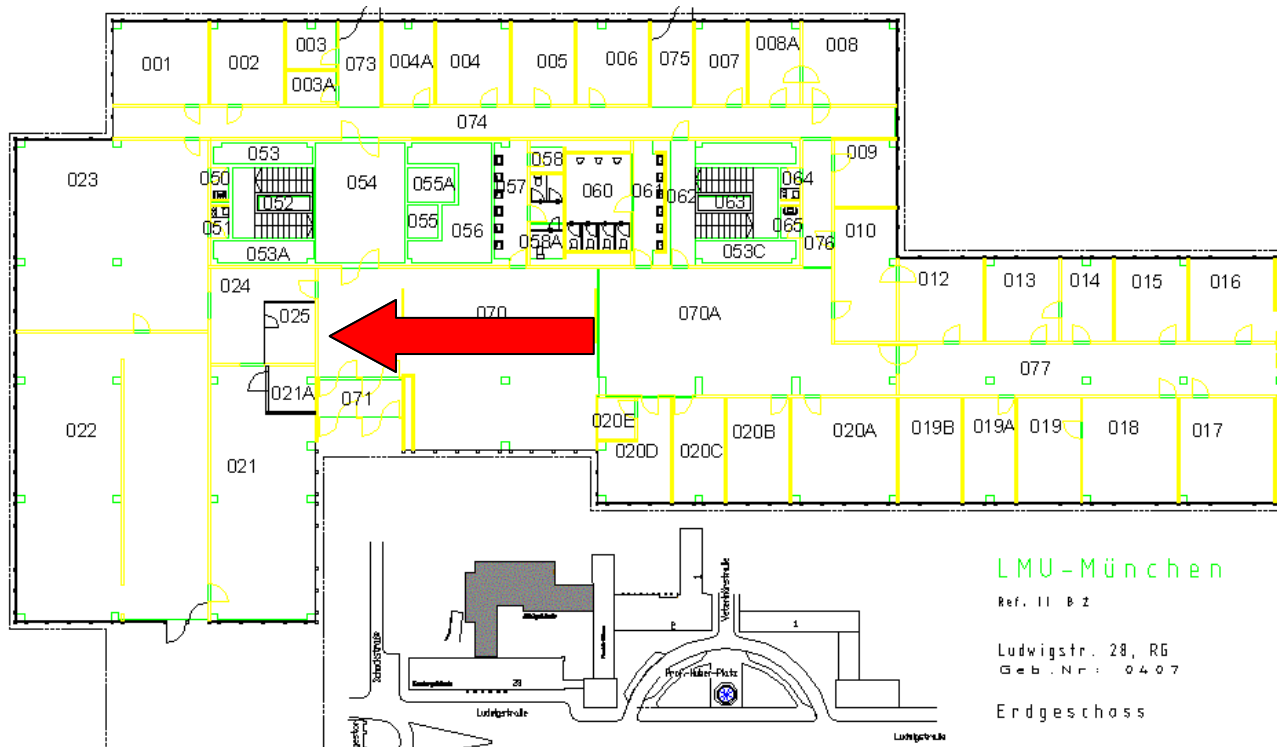 001 002 003 073 004A 004 005 006 075 007 008A 008
003A
074
053 009
023 050 054 055A 057 058 060 061 062 064
052 063
051 055 065
056 058A 076 010
053A 053C
024 012 013 014 015 016
025 070 070A
077
021A 071
022 020E 020B 020A 019B 019A 019 018 017
021 020D 020C
LMU-München
Ref. II B 2
Ludwigstr. 28, RG
Geb.Nr: 0407
Erdgeschoss
1
2 1
Schackstraße
Veterinärstraße
Prof.-Huber-Platz
28
Ludwigstraße
Ludwigstraße